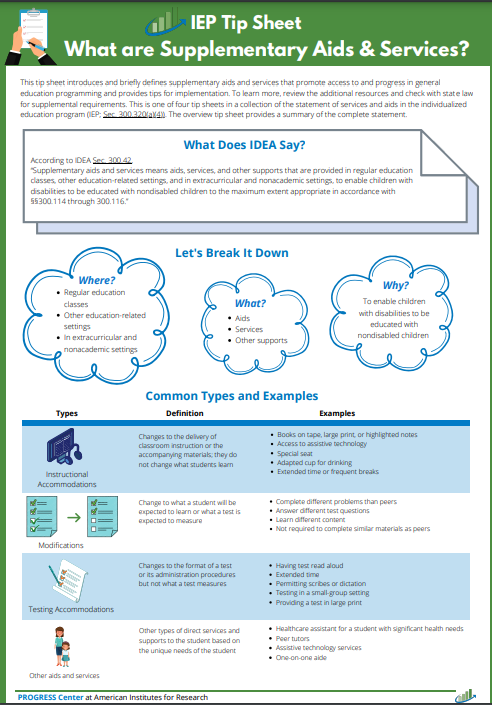 IEP Tip Sheet
What are Supplementary Aids & Services?
This tip sheet introduces and briefly defines supplementary aids and services that promote access to and progress in general
education programming and provides tips for implementation. To learn more, review the additional resources and check with state law
for supplemental requirements. This is one of four tip sheets in a collection of the statement of services and aids in the individualized
education program (IEP; Sec. 300.320(a)(4)). The overview tip sheet provides a summary of the complete statement.
What Does IDEA Say?
According to IDEA Sec. 300.42,
"Supplementary aids and services means aids, services, and other supports that are provided in regular education
classes, other education-related settings, and in extracurricular and nonacademic settings, to enable children with
disabilities to be educated with nondisabled children to the maximum extent appropriate in accordance with
§§300.114 through 300.116."
Let's Break It Down
Where?
• Regular education
classes
• Other education-related
settings
• In extracurricular and
nonacademic settings
What?
• Aids
• Services
• Other supports
Why?
To enable children
with disabilities to be
educated with
nondisabled children
Common Types and Examples
Types Definition Examples
Instructional
Accommodations
Changes to the delivery of
classroom instruction or the
accompanying materials; they do
not change what students learn
• Books on tape, large print, or highlighted notes
• Access to assistive technology
• Special seat
• Adapted cup for drinking
• Extended time or frequent breaks
Modifications
Change to what a student will be
expected to learn or what a test is
expected to measure
• Complete different problems than peers
• Answer different test questions
• Learn different content
• Not required to complete similar materials as peers
Testing Accommodations
Changes to the format of a test
or its administration procedures
but not what a test measures
• Having test read aloud
• Extended time
• Permitting scribes or dictation
• Testing in a small-group setting
• Providing a test in large print
Other aids and services
Other types of direct services and
supports to the student based on
the unique needs of the student
• Healthcare assistant for a student with significant health needs
• Peer tutors
• Assistive technology services
• One-on-one aide
PROGRESS Center at American Institutes for Research